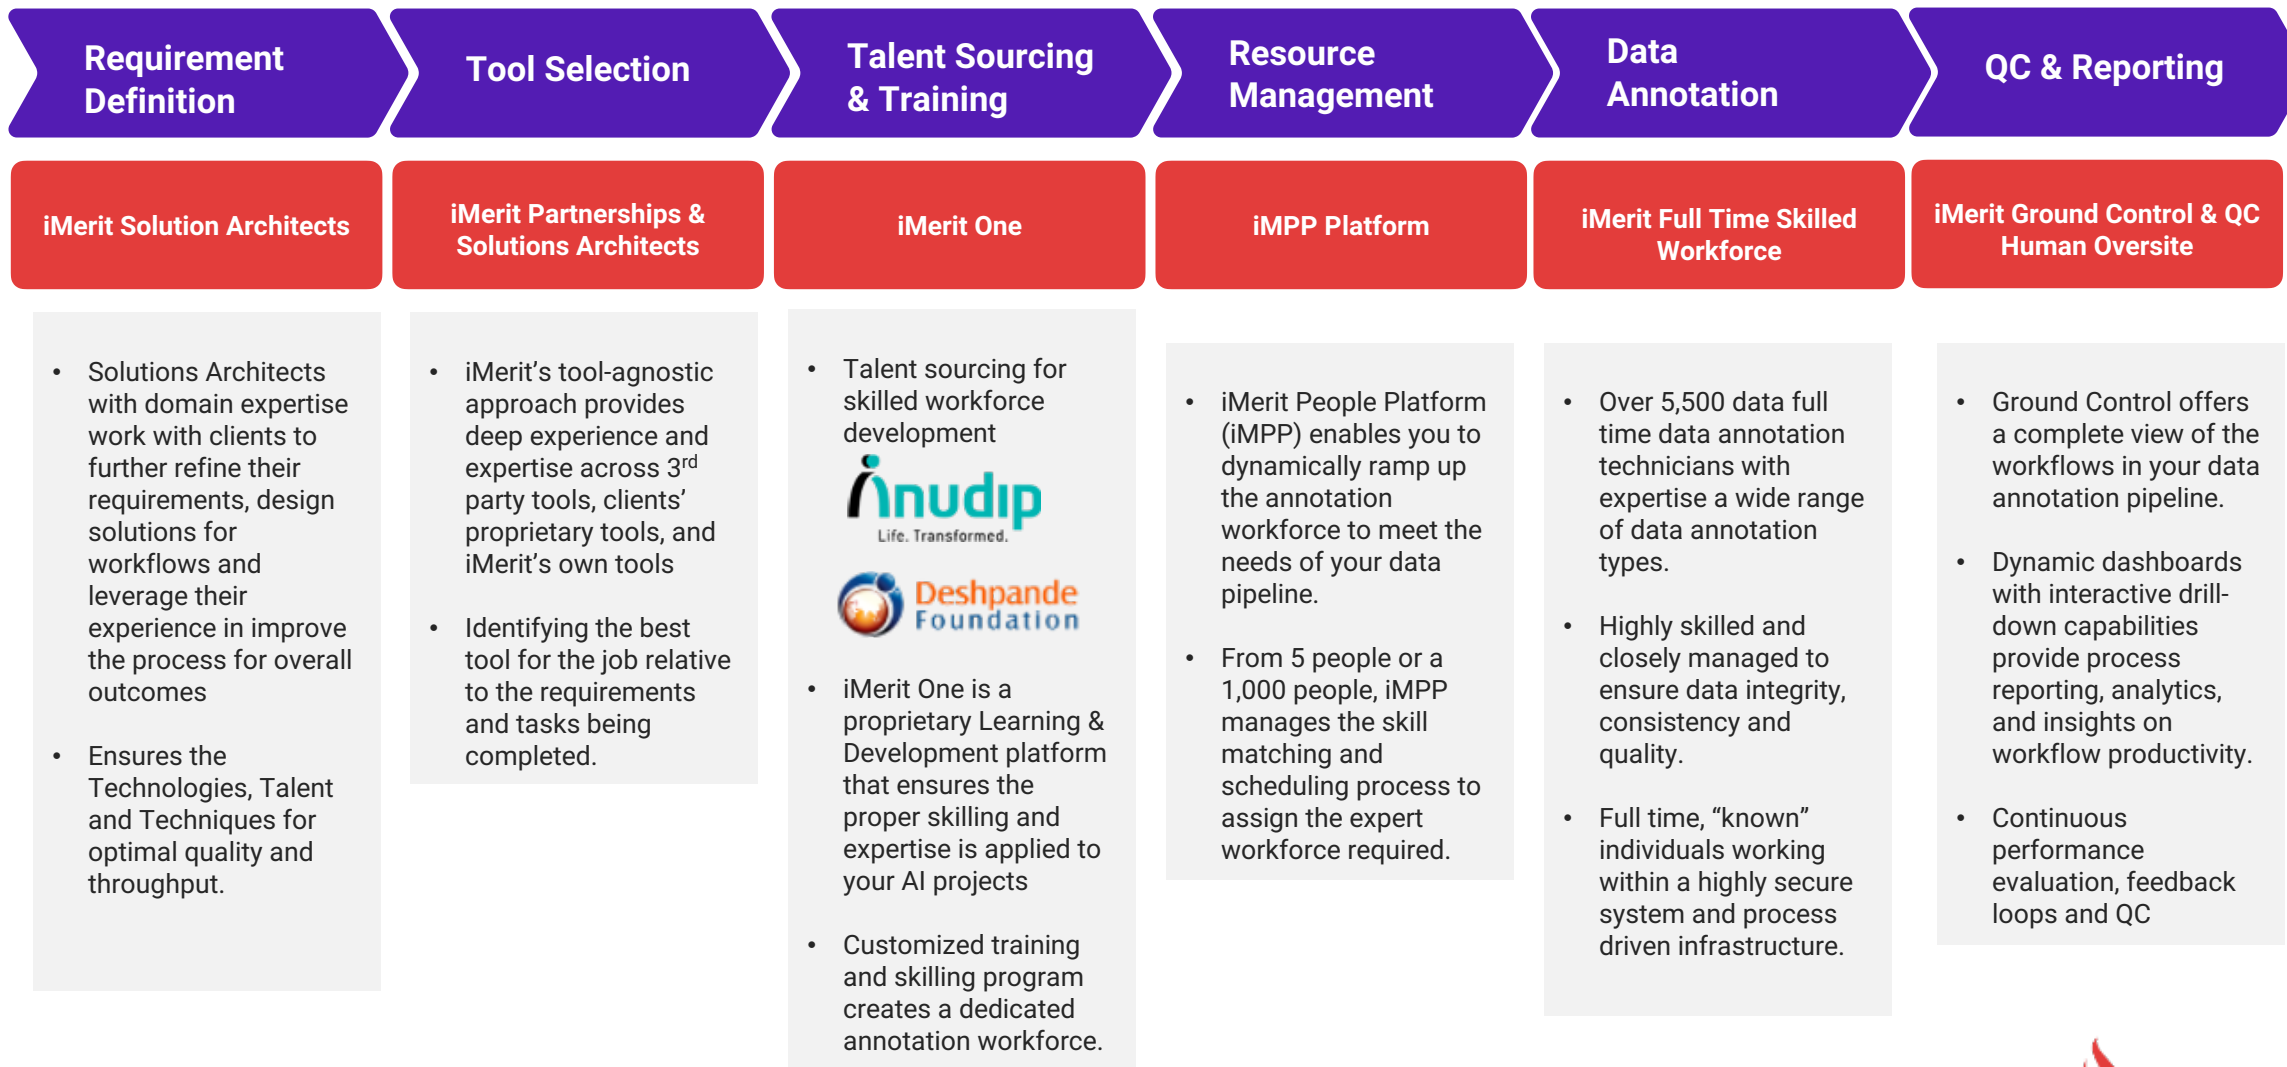 Requirement
Definition
Tool Selection
Talent Sourcing
& Training
Resource
Management
Data
Annotation
QC & Reporting
iMerit Solution Architects
iMerit Partnerships &
Solutions Architects
iMerit One
iMPP Platform
iMerit Full Time Skilled
Workforce
iMerit Ground Control & QC
Human Oversite
• Solutions Architects
with domain expertise
work with clients to
further refine their
requirements, design
solutions for
workflows and
leverage their
experience in improve
the process for overall
outcomes
• Ensures the
Technologies, Talent
and Techniques for
optimal quality and
throughput.
• iMerit’s tool-agnostic
approach provides
deep experience and
expertise across 3rd
party tools, clients’
proprietary tools, and
iMerit’s own tools
• Identifying the best
tool for the job relative
to the requirements
and tasks being
completed.
• Talent sourcing for
skilled workforce
development
anudip
Life. Transformed.
Deshpande
Foundation
• iMerit One is a
proprietary Learning &
Development platform
that ensures the
proper skilling and
expertise is applied to
your AI projects
• Customized training
and skilling program
creates a dedicated
annotation workforce.
• iMerit People Platform
(iMPP) enables you to
dynamically ramp up
the annotation
workforce to meet the
needs of your data
pipeline.
• From 5 people or a
1,000 people, iMPP
manages the skill
matching and
scheduling process to
assign the expert
workforce required.
• Over 5,500 data full
time data annotation
technicians with
expertise a wide range
of data annotation
types.
• Highly skilled and
closely managed to
ensure data integrity,
consistency and
quality.
• Full time, “known”
individuals working
within a highly secure
system and process
driven infrastructure.
• Ground Control offers
a complete view of the
workflows in your data
annotation pipeline.
• Dynamic dashboards
with interactive drill-
down capabilities
provide process
reporting, analytics,
and insights on
workflow productivity.
• Continuous
performance
evaluation, feedback
loops and QC